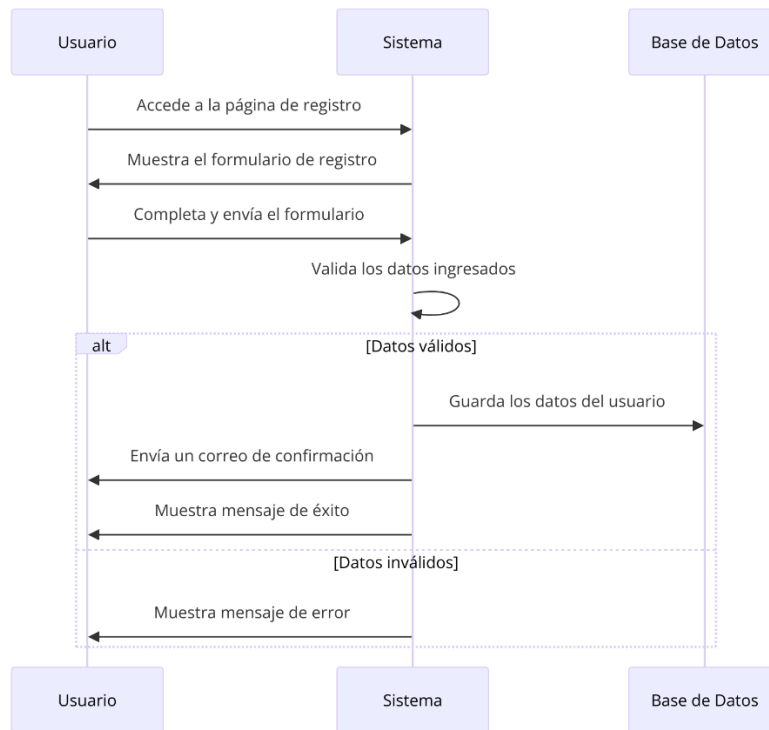 Usuario
Sistema
Base de Datos
Accede a la página de registro
Muestra el formulario de registro
Completa y envía el formulario
Valida los datos ingresados
alt
[Datos válidos]
Guarda los datos del usuario
Envía un correo de confirmación
Muestra mensaje de éxito
[Datos inválidos]
Muestra mensaje de error
Usuario
Sistema
Base de Datos